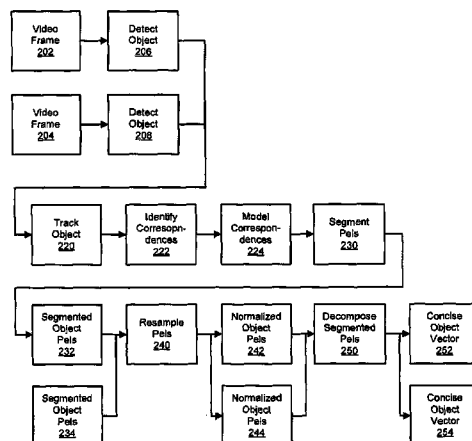 Video
Frame
202
Detect
Object
206
Video
Frame
204
Detect
Object
208
Track
Object
220
Identify
Corresopn-
dences
222
Model
Correspon-
dences
224
Segment
Pels
230
Segmented
Object
Pels
232
Resample
Pels
240
Normalized
Object
Pels
242
Decompose
Segmented
Pels
250
Concise
Object
Vector
252
Segmented
Object
Pels
234
Normalized
Object
Pels
244
Concise
Object
Vector
254